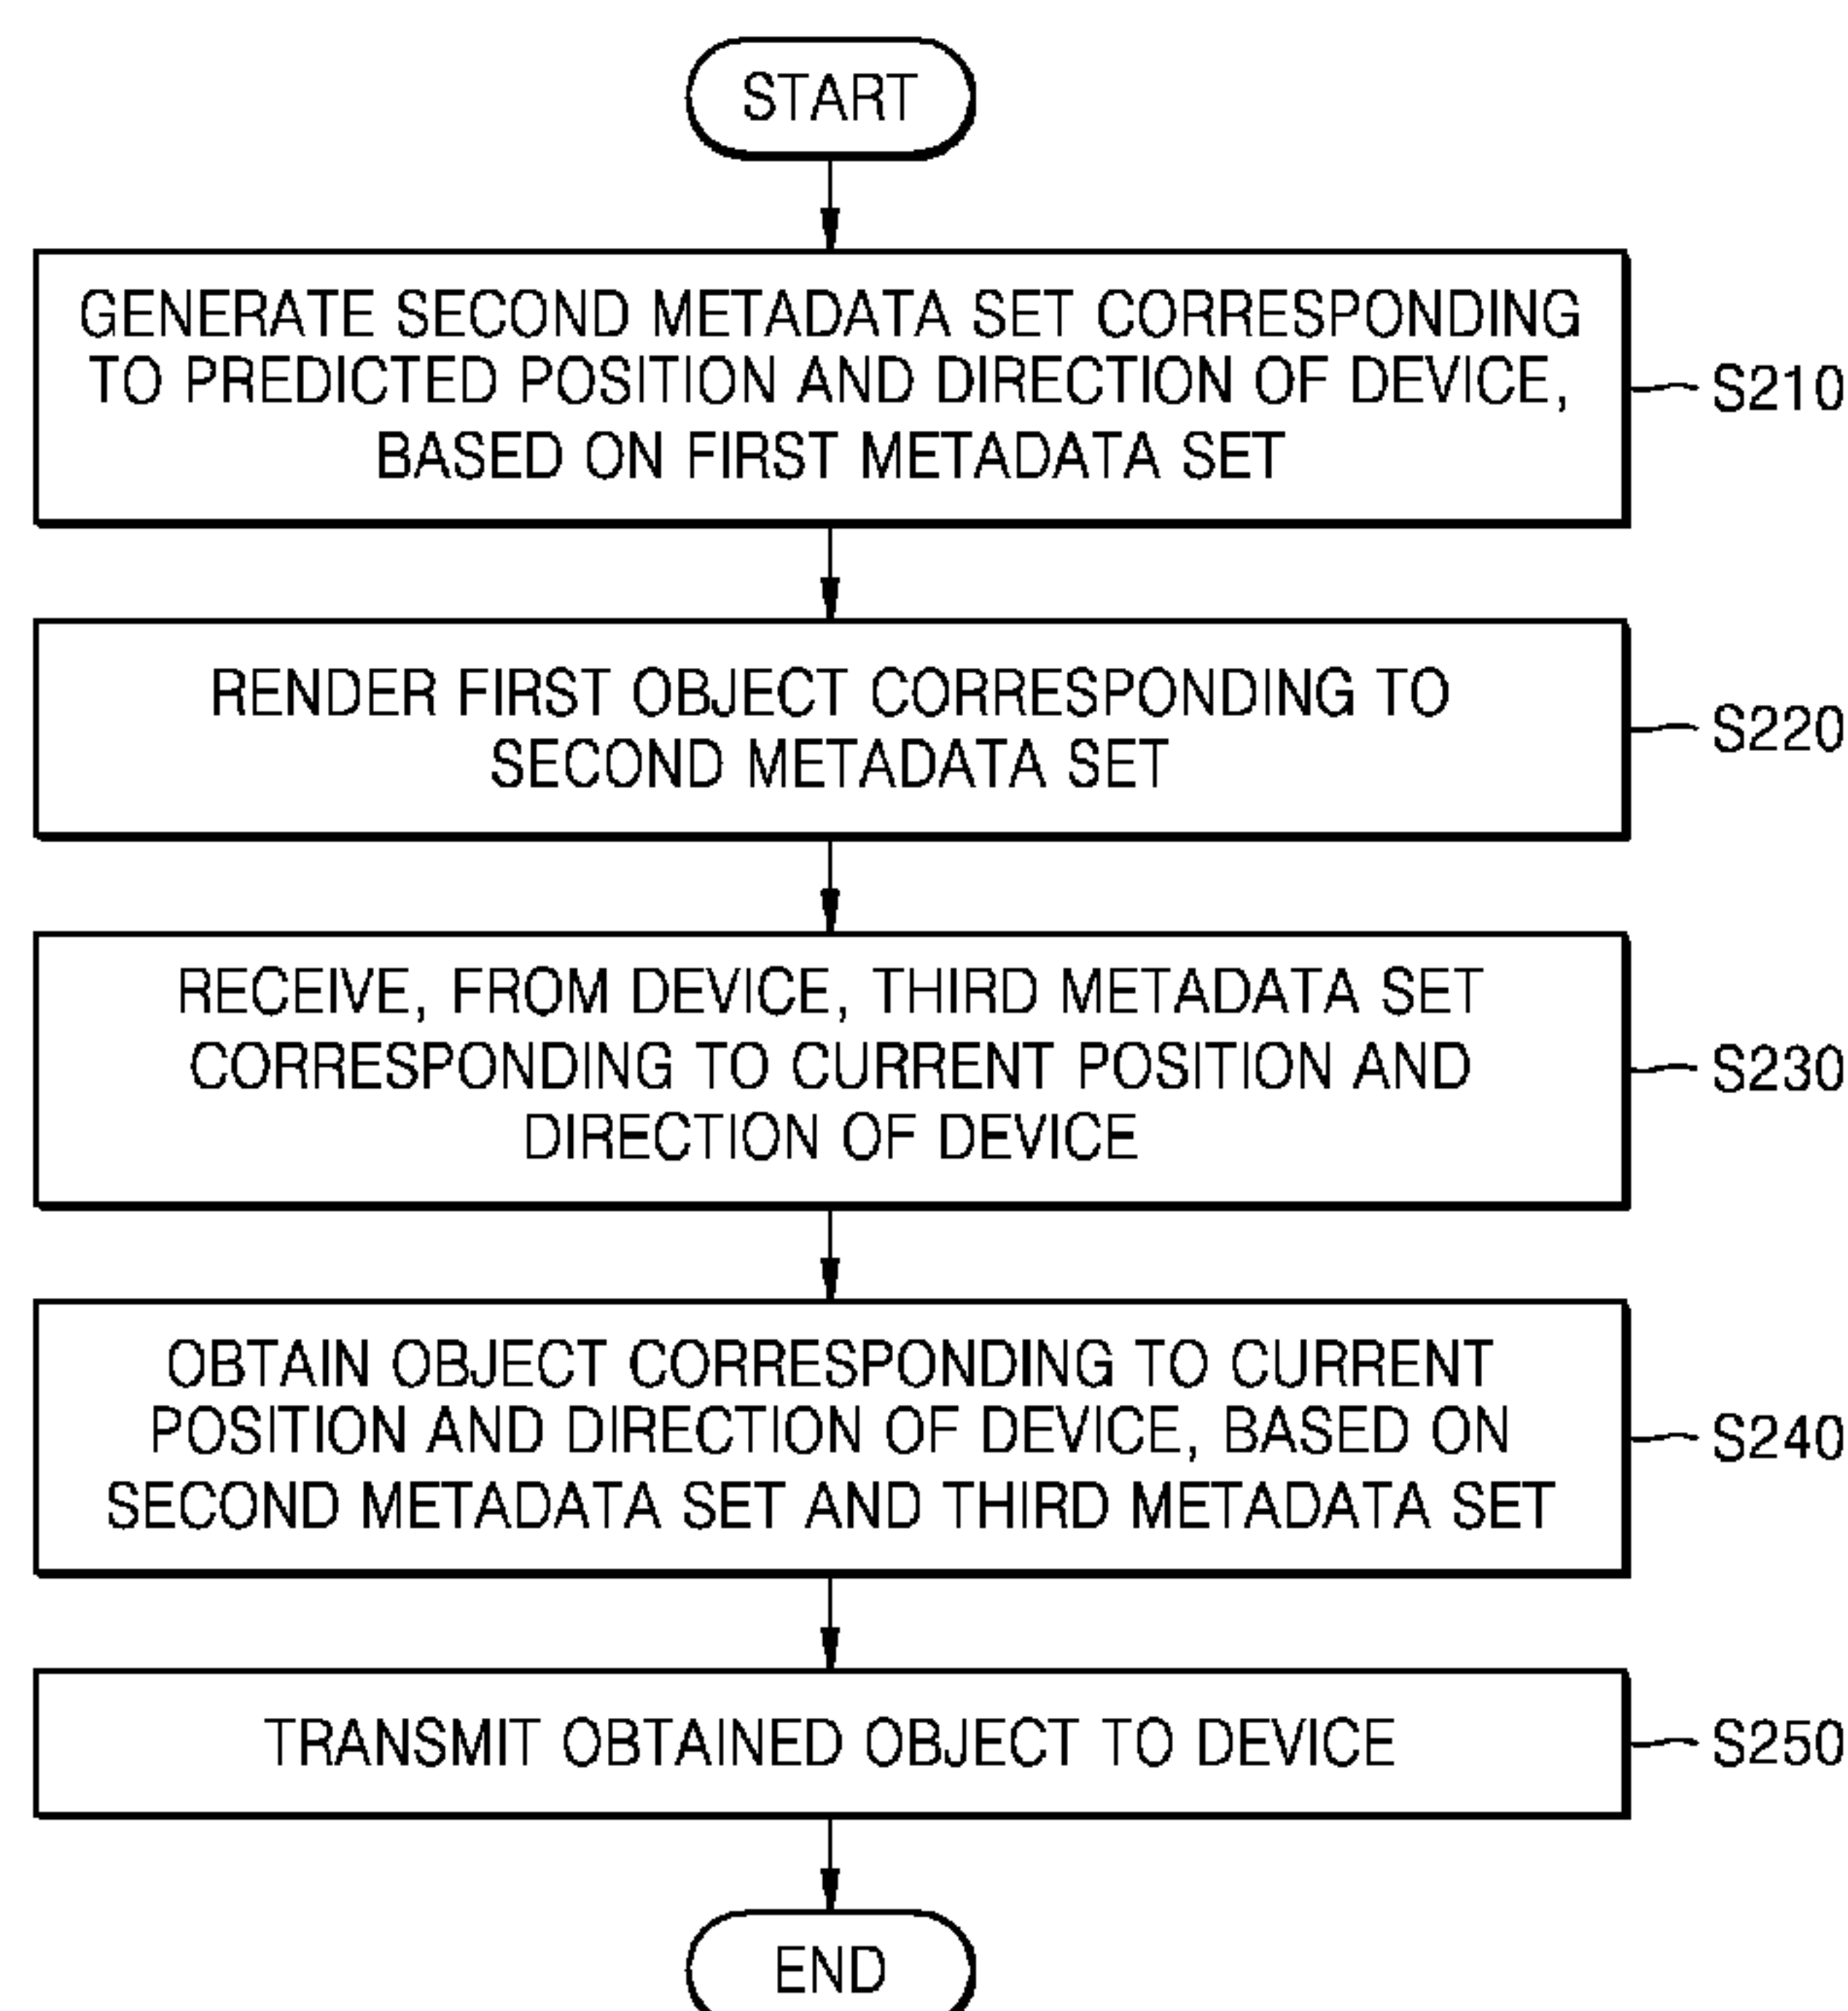 START
GENERATE SECOND METADATA SET CORRESPONDING
TO PREDICTED POSITION AND DIRECTION OF DEVICE,
BASED ON FIRST METADATA SET
S210
RENDER FIRST OBJECT CORRESPONDING TO
SECOND METADATA SET
S220
RECEIVE, FROM DEVICE, THIRD METADATA SET
CORRESPONDING TO CURRENT POSITION AND
DIRECTION OF DEVICE
S230
OBTAIN OBJECT CORRESPONDING TO CURRENT
POSITION AND DIRECTION OF DEVICE, BASED ON
SECOND METADATA SET AND THIRD METADATA SET
S240
TRANSMIT OBTAINED OBJECT TO DEVICE
S250
END